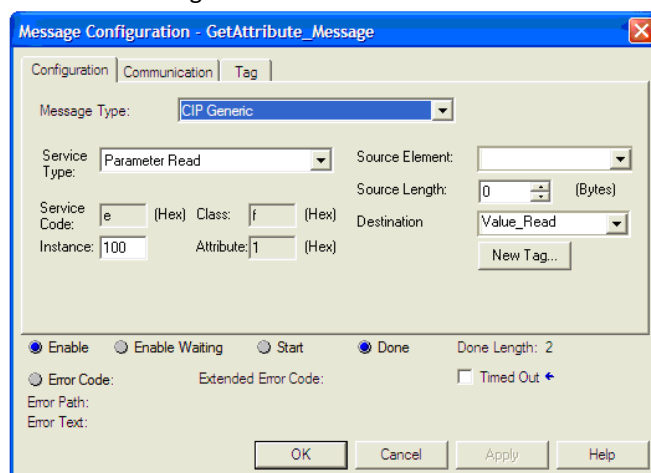 Message Configuration - GetAttribute_Message
Configuration Communication Tag
Message Type: CIP Generic
Service Type: Parameter Read
Source Element:
Source Length: 0 (Bytes)
Service Code: e (Hex) Class: f (Hex)
Destination Value_Read
Instance: 100 Attribute: 1 (Hex)
New Tag...
Enable Enable Waiting Start Done Done Length: 2
Error Code: Extended Error Code: Timed Out
Error Path:
Error Text:
OK Cancel Apply Help